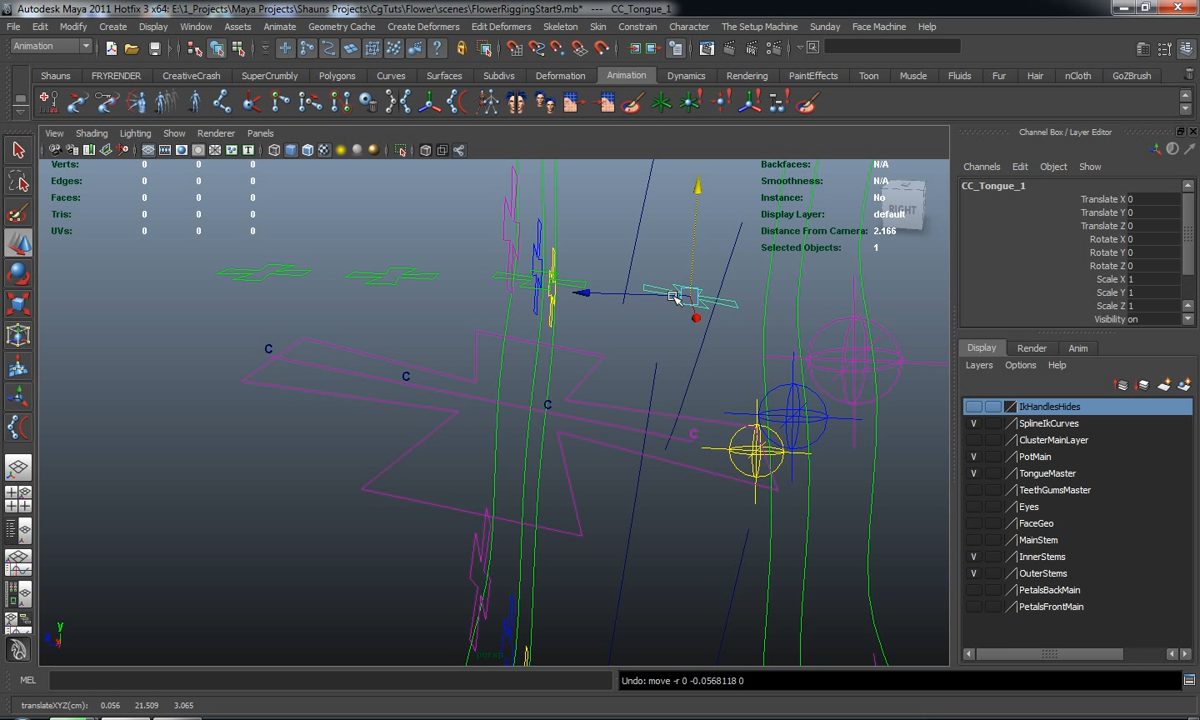 Autodesk Maya 2011 Hotfix 3 x64: E:\1_Projects\Maya Projects\Shauns Projects\CgTuts\Flower\scenes\FlowerRiggingStart9.mb* --- CC_Tongue_1
File Edit Modify Create Display Window Assets Animate Geometry Cache Create Deformers Edit Deformers Skeleton Skin Constrain Character The Setup Machine Sunday Face Machine Help
Animation
Shauns FRYRENDER CreativeCrash SuperCrumbly Polygons Curves Surfaces Subdivs Deformation Animation Dynamics Rendering PaintEffects Toon Muscle Fluids Fur Hair nCloth GoZBrush
View Shading Lighting Show Renderer Panels
Verts: 0 0 0
Edges: 0 0 0
Faces: 0 0 0
Tris: 0 0 0
UVs: 0 0 0
Backfaces: N/A
Smoothness: N/A
Instance: No
Display Layer: default
Distance From Camera: 2.166
Selected Objects: 1
RIGHT
C
C
C
C
y
x
persp
Channel Box / Layer Editor
Channels Edit Object Show
CC_Tongue_1
Translate X 0
Translate Y 0
Translate Z 0
Rotate X 0
Rotate Y 0
Rotate Z 0
Scale X 1
Scale Y 1
Scale Z 1
Visibility on
Display Render Anim
Layers Options Help
IkHandlesHides
V SplineIkCurves
ClusterMainLayer
V PotMain
V TongueMaster
TeethGumsMaster
Eyes
FaceGeo
MainStem
V InnerStems
V OuterStems
PetalsBackMain
PetalsFrontMain
MEL
Undo: move -r 0 -0.0568118 0
translateXYZ(cm): 0.056 21.509 3.065